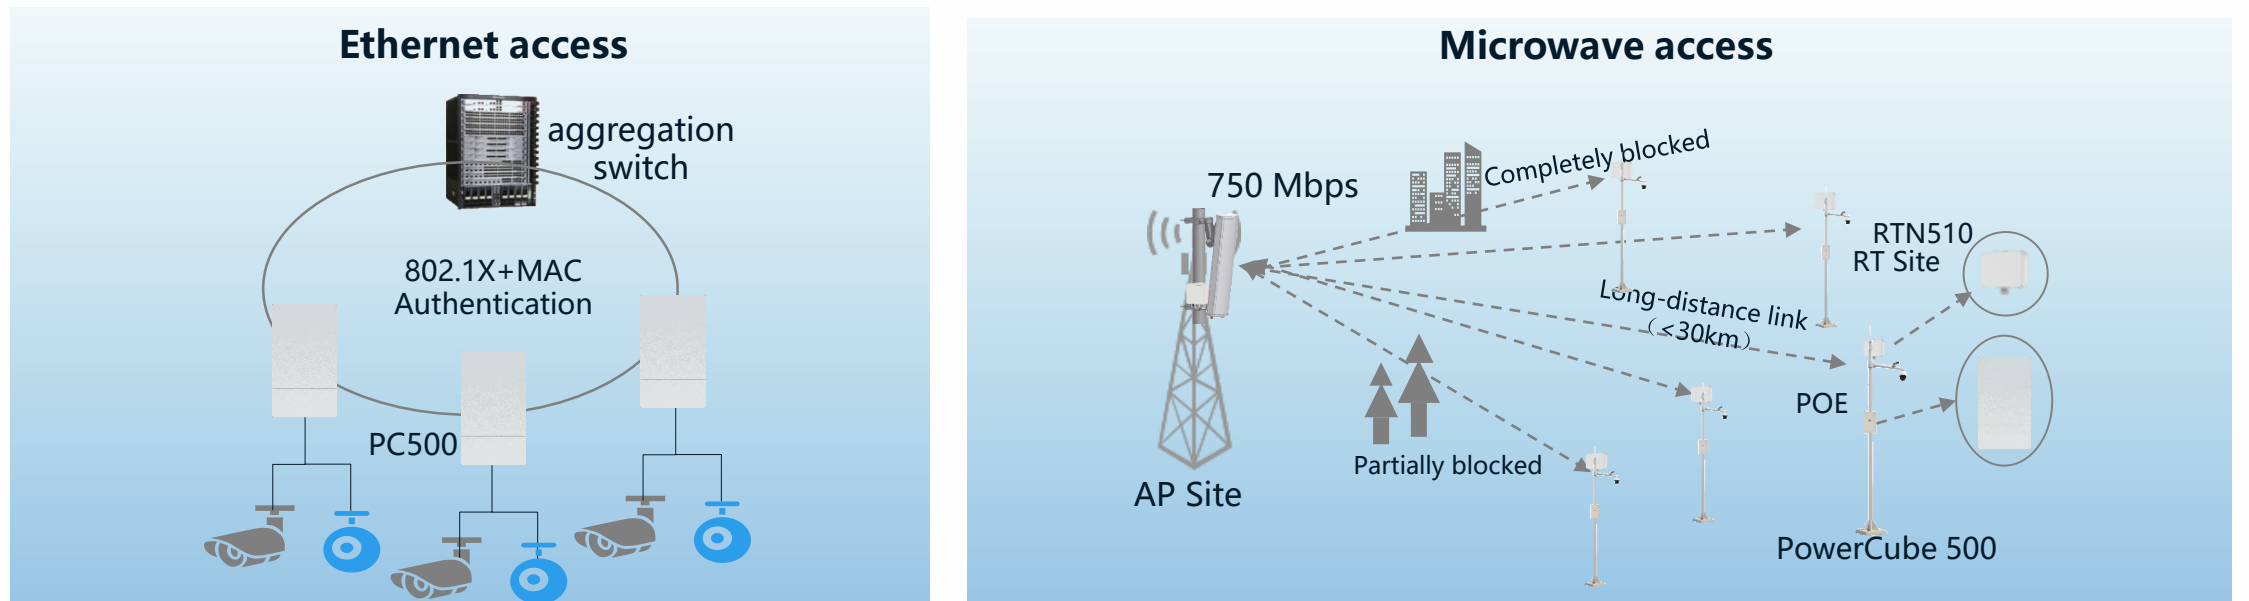 Ethernet access
aggregation
switch
802.1X+MAC
Authentication
PC500
Microwave access
750 Mbps
Completely blocked
RTN510
RT Site
Long-distance link
（<30km）
POE
Partially blocked
AP Site
PowerCube 500